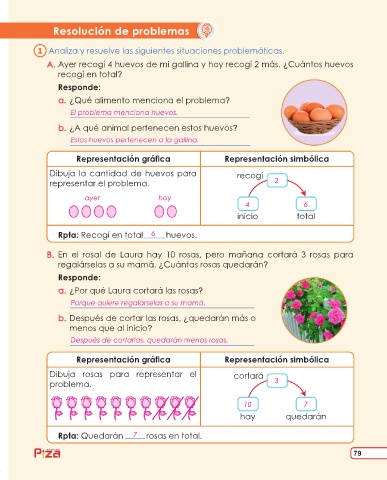 Resolución de problemas
1 Analiza y resuelve las siguientes situaciones problemáticas.
A. Ayer recogí 4 huevos de mi gallina y hoy recogí 2 más. ¿Cuántos huevos
recogí en total?
Responde:
a. ¿Qué alimento menciona el problema?
El problema menciona huevos.
b. ¿A qué animal pertenecen estos huevos?
Estos huevos pertenecen a la gallina.
Representación gráfica
Representación simbólica
Dibuja la cantidad de huevos para
representar el problema.
ayer hoy
recogí
2
4 6
inicio total
Rpta: Recogí en total 6 huevos.
B. En el rosal de Laura hay 10 rosas, pero mañana cortará 3 rosas para
regalárselas a su mamá. ¿Cuántas rosas quedarán?
Responde:
a. ¿Por qué Laura cortará las rosas?
Porque quiere regalárselas a su mamá.
b. Después de cortar las rosas, ¿quedarán más o
menos que al inicio?
Después de cortarlas, quedarán menos rosas.
Representación gráfica
Representación simbólica
Dibuja rosas para representar el
problema.
cortará
3
10 7
hay quedarán
Rpta: Quedarán 7 rosas en total.
79